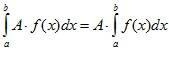 ∫_a^b A · f(x)dx = A · ∫_a^b f(x)dx